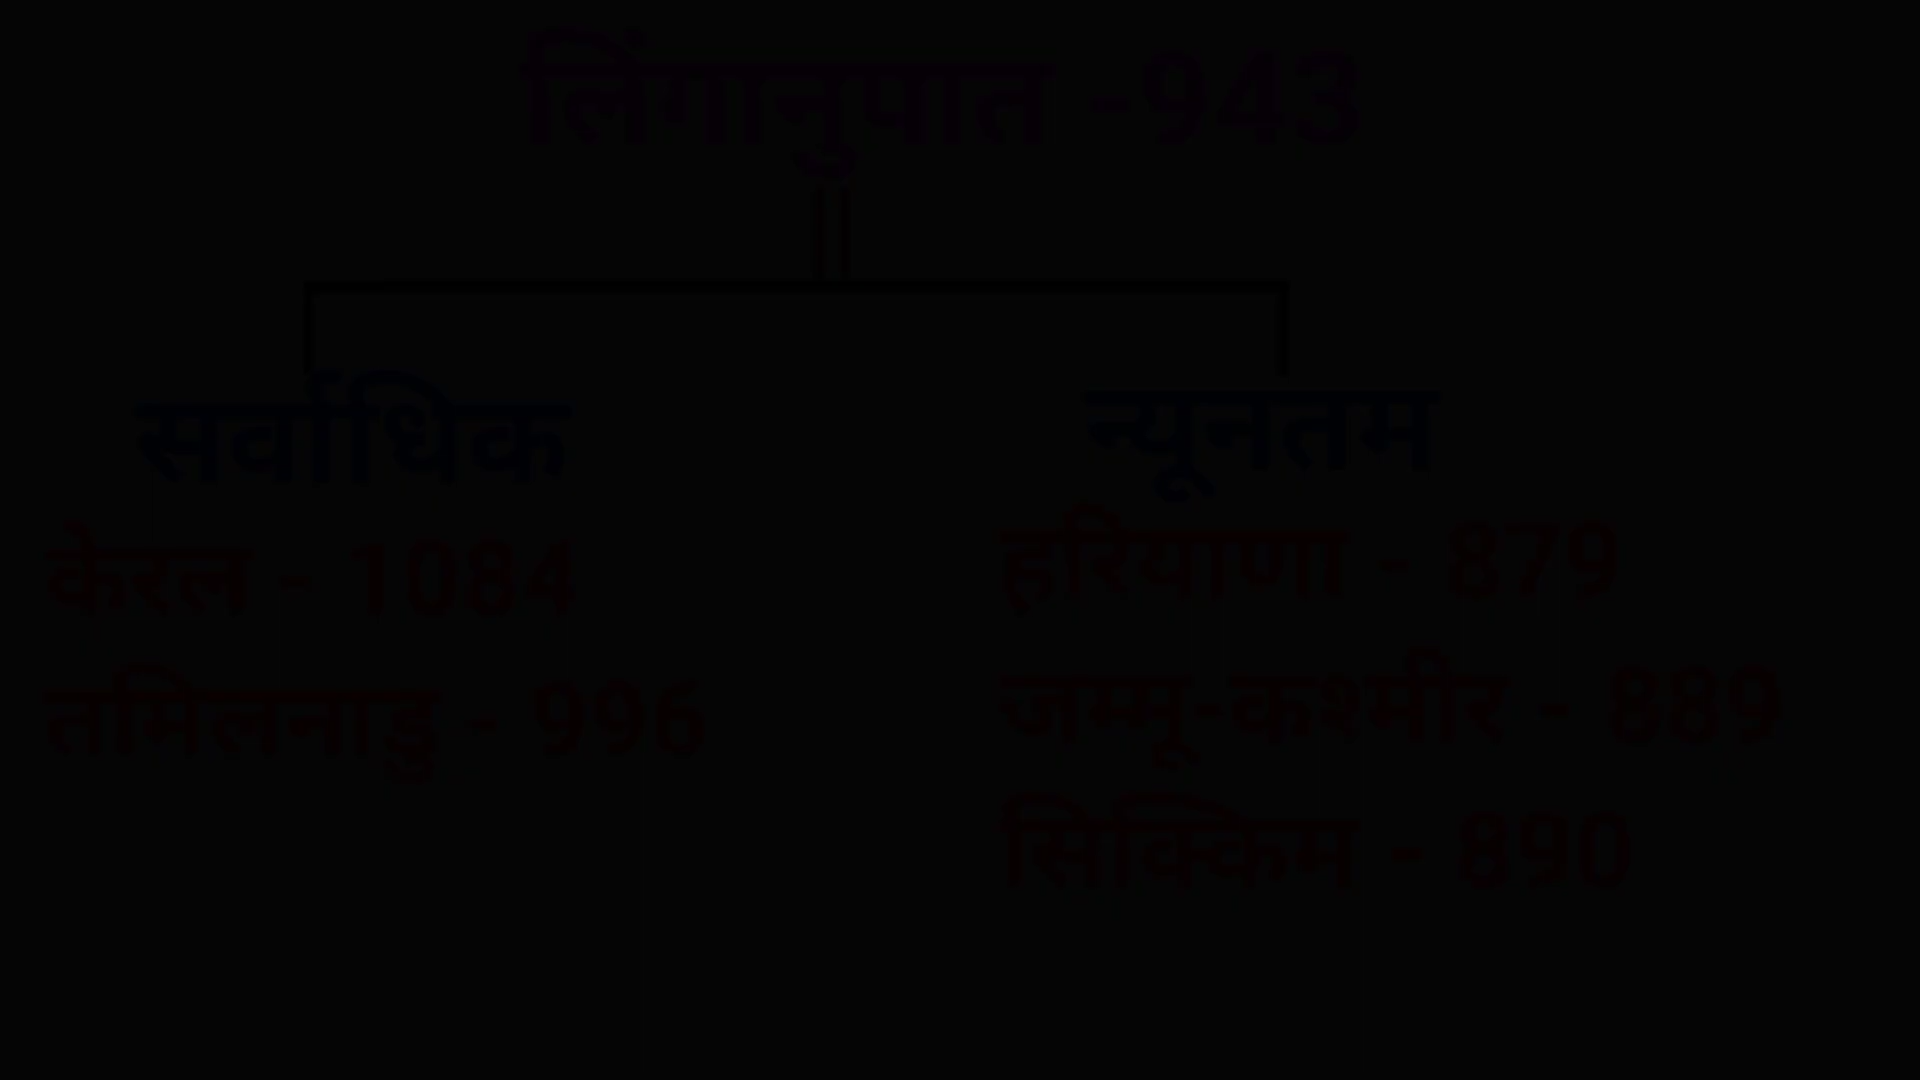 लिंगानुपात -943
सर्वाधिक
न्यूनतम
केरल - 1084
हरियाणा - 879
तमिलनाडु - 996
जम्मू-कश्मीर - 889
सिक्किम - 890